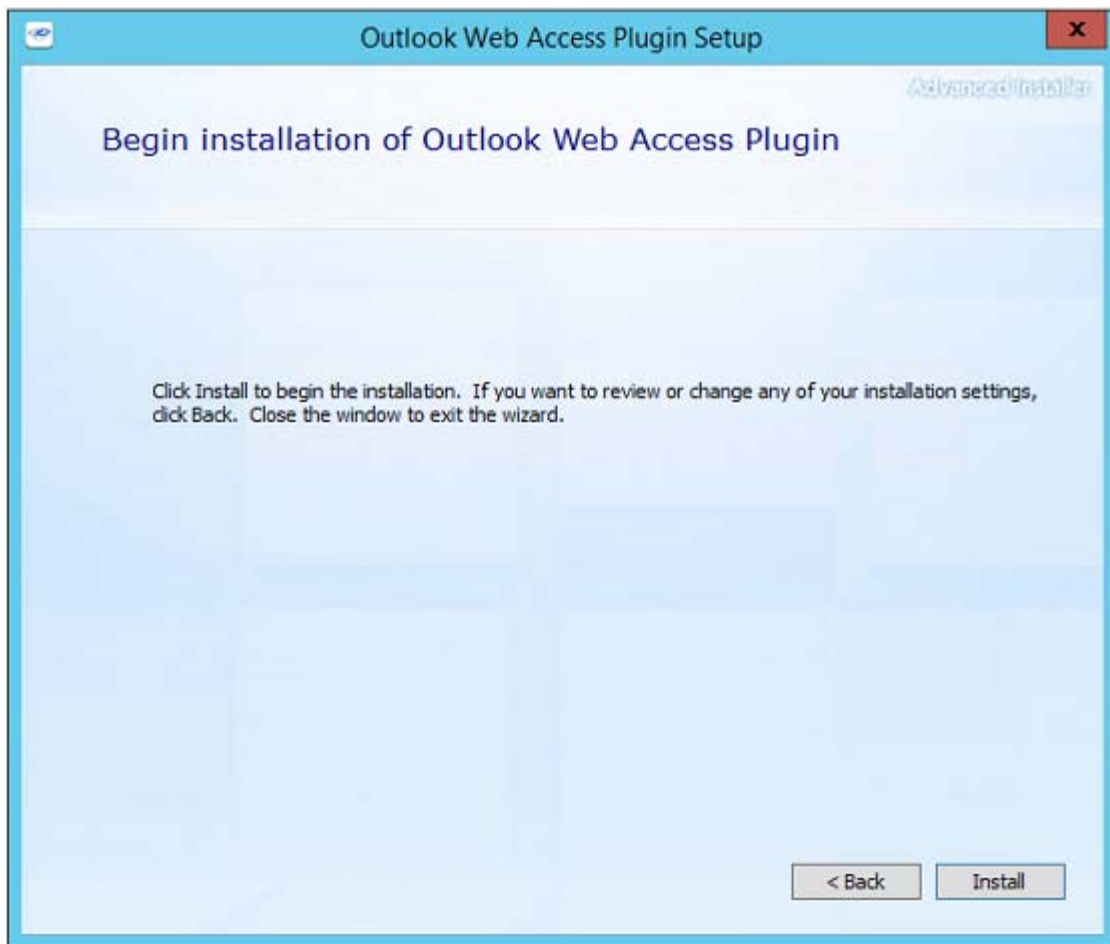 Outlook Web Access Plugin Setup
x
Advanced Installer
Begin installation of Outlook Web Access Plugin
Click Install to begin the installation.  If you want to review or change any of your installation settings,
click Back.  Close the window to exit the wizard.
< Back
Install